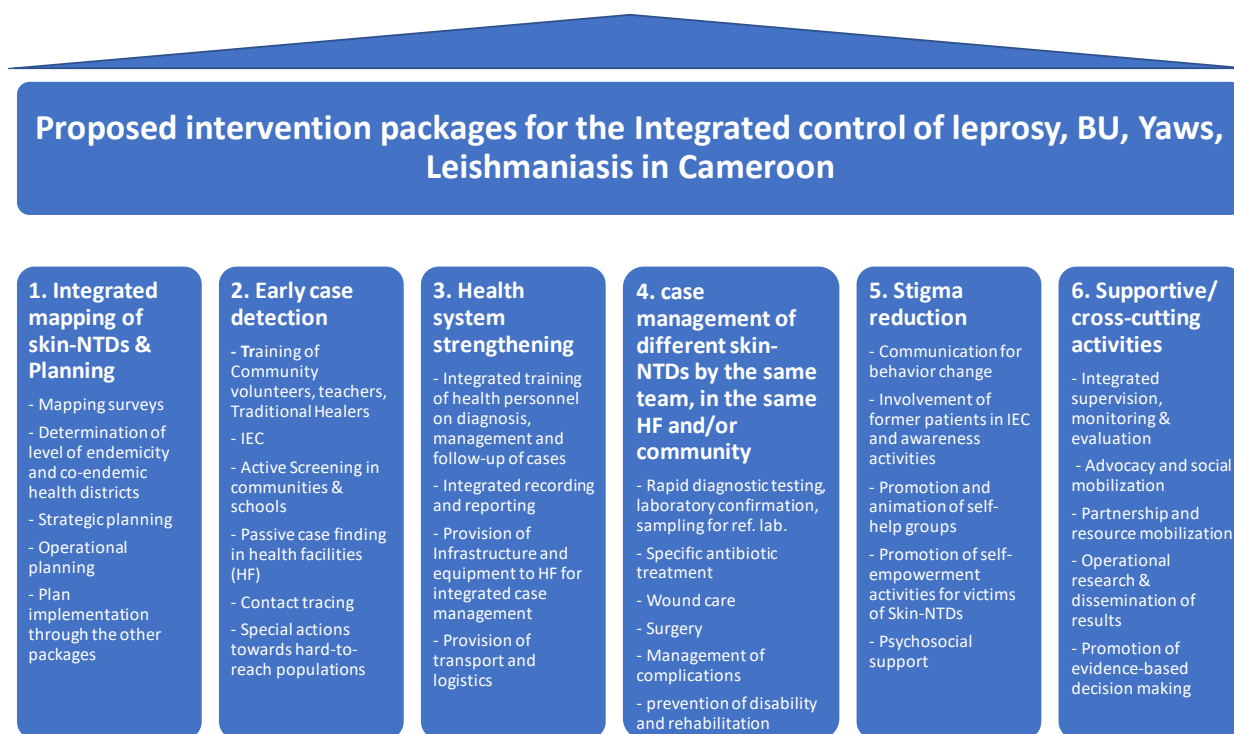 Proposed intervention packages for the Integrated control of leprosy, BU, Yaws,
Leishmaniasis in Cameroon
1. Integrated
mapping of
skin-NTDs &
Planning
- Mapping surveys
- Determination of
level of endemicity
and co-endemic
health districts
- Strategic planning
- Operational
planning
- Plan
implementation
through the other
packages
2. Early case
detection
- Training of
Community
volunteers, teachers,
Traditional Healers
- IEC
- Active Screening in
communities &
schools
- Passive case finding
in health facilities
(HF)
- Contact tracing
- Special actions
towards hard-to-
reach populations
3. Health
system
strengthening
- Integrated training
of health personnel
on diagnosis,
management and
follow-up of cases
- Integrated recording
and reporting
- Provision of
Infrastructure and
equipment to HF for
integrated case
management
- Provision of
transport and
logistics
4. case
management of
different skin-
NTDs by the same
team, in the same
HF and/or
community
- Rapid diagnostic testing,
laboratory confirmation,
sampling for ref. lab.
- Specific antibiotic
treatment
- Wound care
- Surgery
- Management of
complications
- prevention of disability
and rehabilitation
5. Stigma
reduction
- Communication for
behavior change
- Involvement of
former patients in IEC
and awareness
activities
- Promotion and
animation of self-
help groups
- Promotion of self-
empowerment
activities for victims
of Skin-NTDs
- Psychosocial
support
6. Supportive/
cross-cutting
activities
- Integrated
supervision,
monitoring &
evaluation
- Advocacy and social
mobilization
- Partnership and
resource mobilization
- Operational
research &
dissemination of
results
- Promotion of
evidence-based
decision making